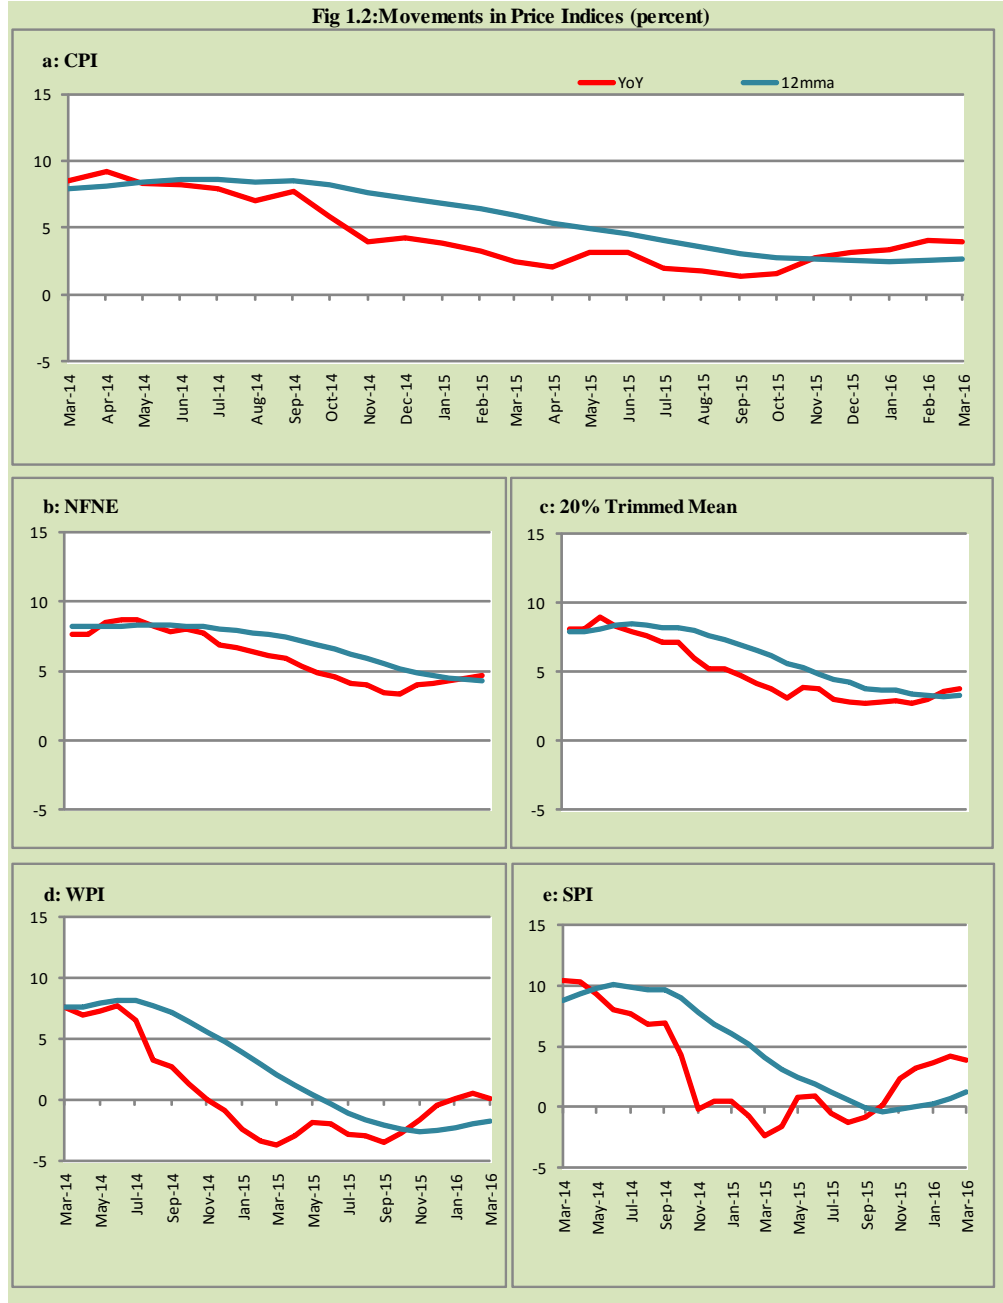 Fig 1.2:Movements in Price Indices (percent)
a: CPI
YoY 12mma
15
10
5
0
-5
Mar-14 Apr-14 May-14 Jun-14 Jul-14 Aug-14 Sep-14 Oct-14 Nov-14 Dec-14 Jan-15 Feb-15 Mar-15 Apr-15 May-15 Jun-15 Jul-15 Aug-15 Sep-15 Oct-15 Nov-15 Dec-15 Jan-16 Feb-16 Mar-16
b: NFNE
15
10
5
0
-5
c: 20% Trimmed Mean
15
10
5
0
-5
d: WPI
15
10
5
0
-5
Mar-14 May-14 Jul-14 Sep-14 Nov-14 Jan-15 Mar-15 May-15 Jul-15 Sep-15 Nov-15 Jan-16 Mar-16
e: SPI
15
10
5
0
-5
Mar-14 May-14 Jul-14 Sep-14 Nov-14 Jan-15 Mar-15 May-15 Jul-15 Sep-15 Nov-15 Jan-16 Mar-16